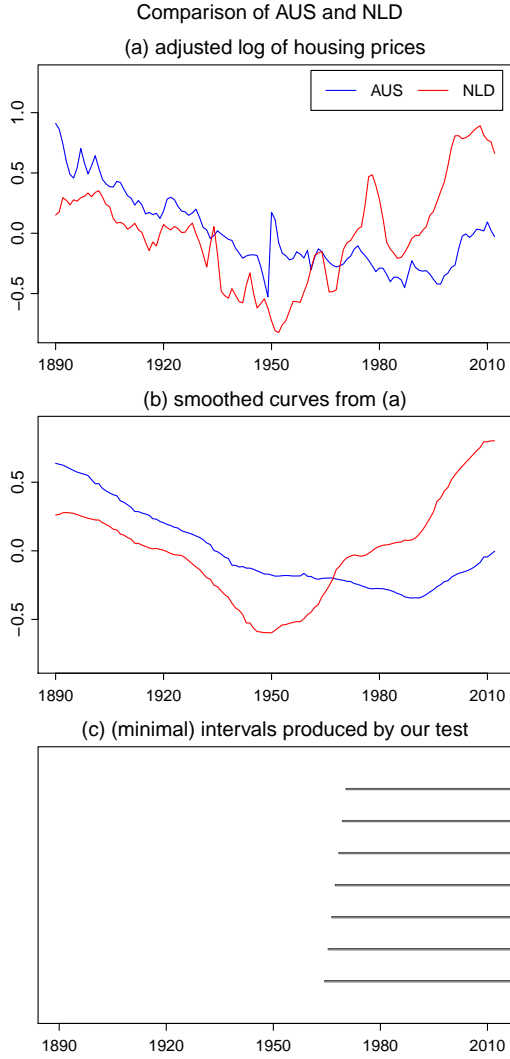 Comparison of AUS and NLD
(a) adjusted log of housing prices
AUS NLD
−0.5 0.0 0.5 1.0
1890 1920 1950 1980 2010
(b) smoothed curves from (a)
−0.5 0.0 0.5
1890 1920 1950 1980 2010
(c) (minimal) intervals produced by our test
1890 1920 1950 1980 2010